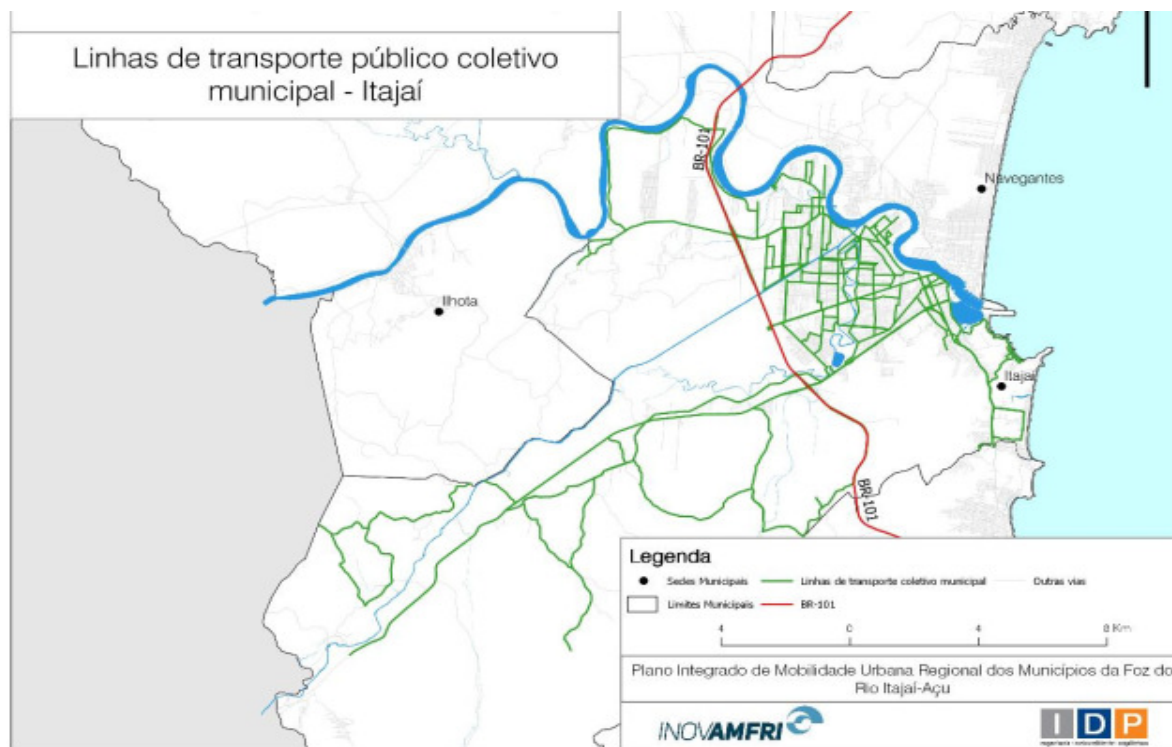 Linhas de transporte público coletivo
municipal - Itajaí
BR-101
Navegantes
Ilhota
Itajaí
BR-101
Legenda
Sedes Municipais
Linhas de transporte coletivo municipal
Outras vias
Limites Municipais
BR-101
4 0 4 8 Km
Plano Integrado de Mobilidade Urbana Regional dos Municípios da Foz do
Rio Itajaí-Açu
INOVAMFRI
IDP